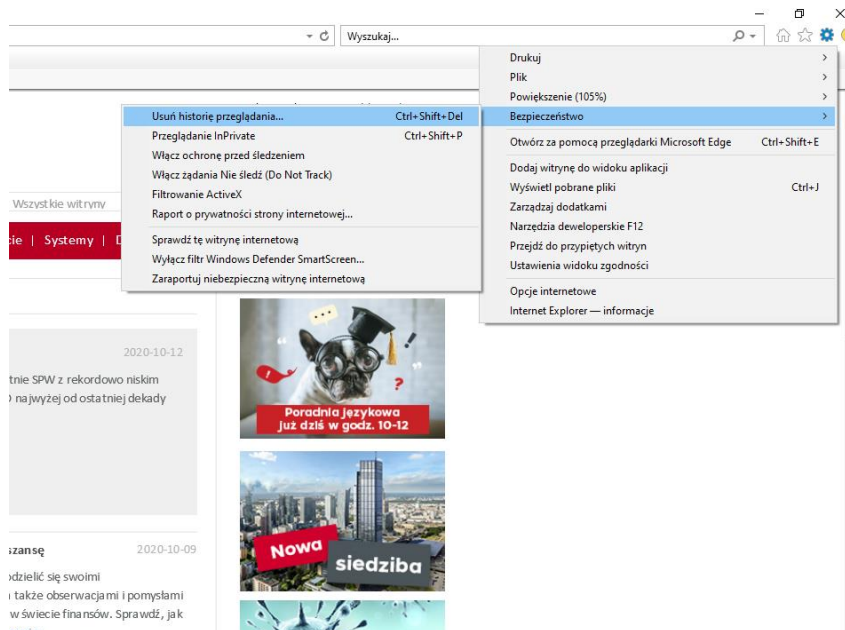 Wyszukaj...
Drukuj
Plik
Powiększenie (105%)
Bezpieczeństwo
Otwórz za pomocą przeglądarki Microsoft Edge Ctrl+Shift+E
Dodaj witrynę do widoku aplikacji
Wyświetl pobrane pliki Ctrl+J
Zarządzaj dodatkami
Narzędzia deweloperskie F12
Przejdź do przypiętych witryn
Ustawienia widoku zgodności
Opcje internetowe
Internet Explorer — informacje
Usuń historię przeglądania... Ctrl+Shift+Del
Przeglądanie InPrivate Ctrl+Shift+P
Włącz ochronę przed śledzeniem
Włącz żądania Nie śledź (Do Not Track)
Filtrowanie ActiveX
Raport o prywatności strony internetowej...
Sprawdź tę witrynę internetową
Wyłącz filtr Windows Defender SmartScreen...
Zaraportuj niebezpieczną witrynę internetową
Wszystkie witryny
cie | Systemy |
2020-10-12
tnie SPW z rekordowo niskim
najwyżej od ostatniej dekady
Poradnia językowa
Już dziś w godz. 10-12
Nowa
siedziba
szansę 2020-10-09
odzielić się swoimi
także obserwacjami i pomysłami
w świecie finansów. Sprawdź, jak